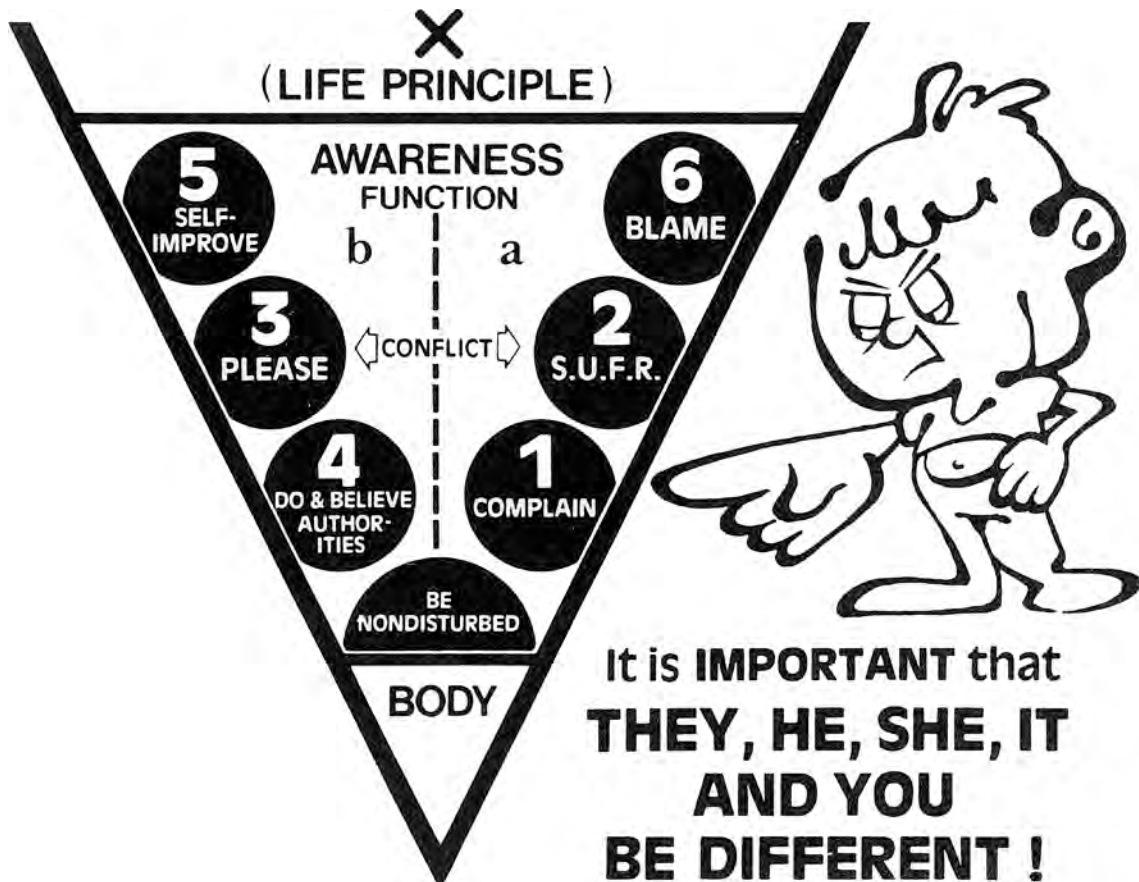 X
(LIFE PRINCIPLE)
AWARENESS
FUNCTION
b
a
5
SELF-
IMPROVE
6
BLAME
3
PLEASE
CONFLICT
2
S.U.F.R.
4
DO & BELIEVE
AUTHOR-
ITIES
1
COMPLAIN
BE
NONDISTURBED
BODY
It is IMPORTANT that
THEY, HE, SHE, IT
AND YOU
BE DIFFERENT !